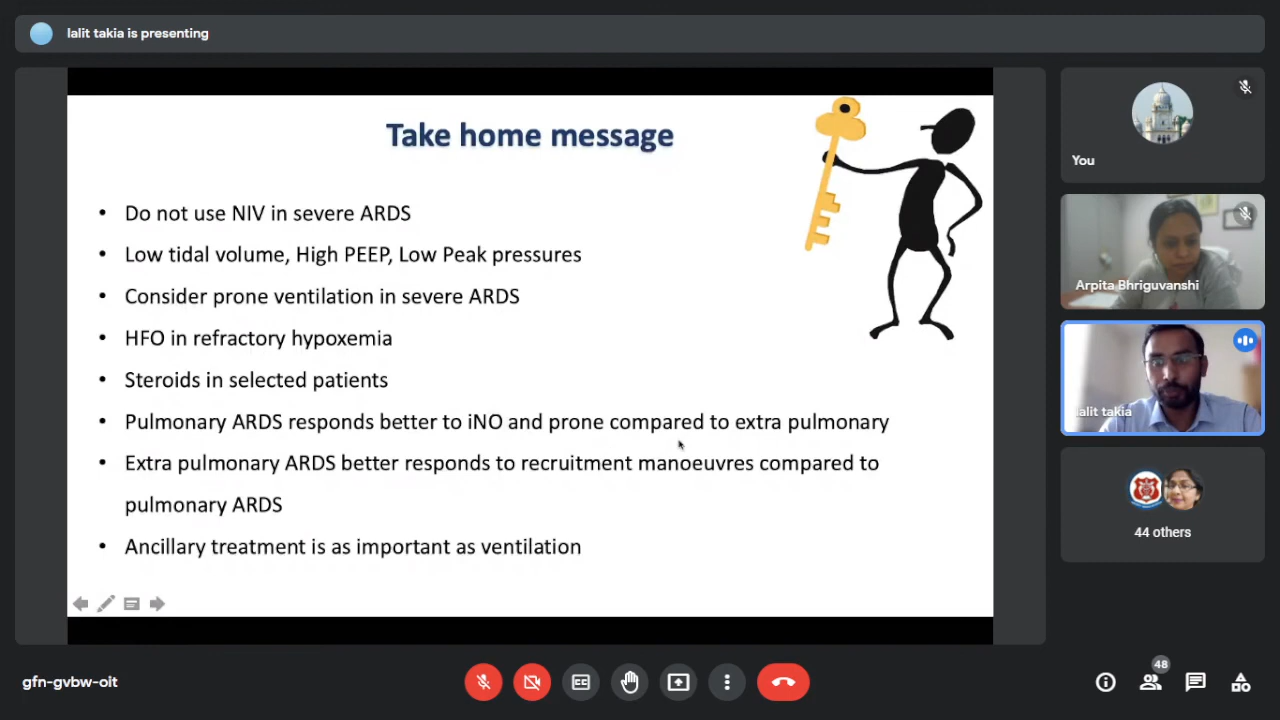 lalit takia is presenting
Take home message
• Do not use NIV in severe ARDS
• Low tidal volume, High PEEP, Low Peak pressures
• Consider prone ventilation in severe ARDS
• HFO in refractory hypoxemia
• Steroids in selected patients
• Pulmonary ARDS responds better to iNO and prone compared to extra pulmonary
• Extra pulmonary ARDS better responds to recruitment manoeuvres compared to
pulmonary ARDS
• Ancillary treatment is as important as ventilation
You
Arpita Bhriguvanshi
lalit takia
44 others
gfn-gvbw-oit
CC
48